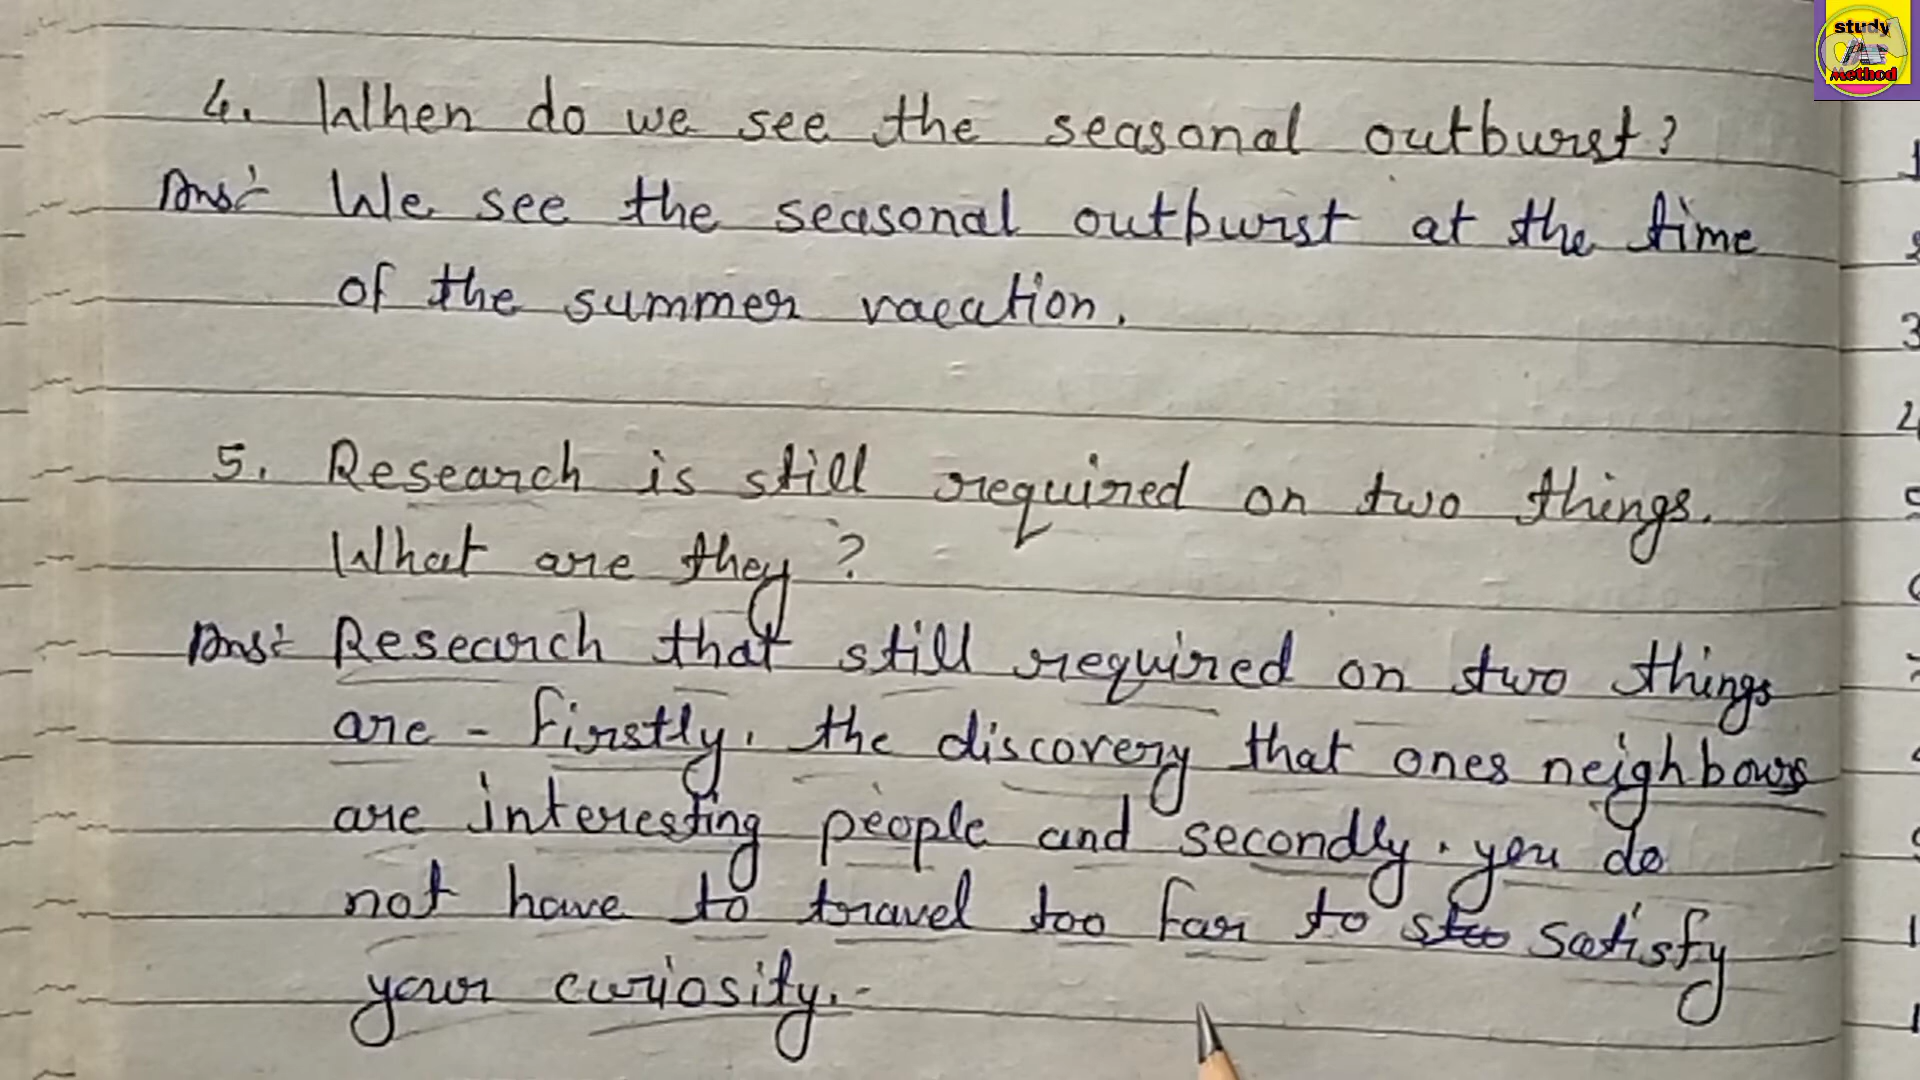 study
Method
4. When do we see the seasonal outburst?
Ans:- We see the seasonal outburst at the time
of the summer vacation.
5. Research is still required on two things.
What are they?
Ans:- Research that still required on two things
are - Firstly, the discovery that ones neighbours
are interesting people and secondly, you do
not have to travel too far to satisfy
your curiosity.